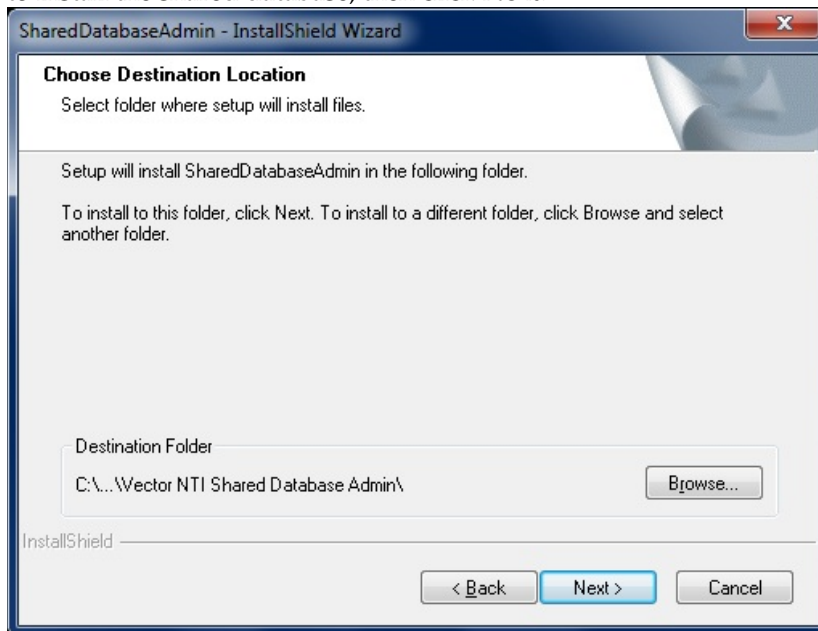 SharedDatabaseAdmin - InstallShield Wizard
Choose Destination Location
Select folder where setup will install files.
Setup will install SharedDatabaseAdmin in the following folder.
To install to this folder, click Next. To install to a different folder, click Browse and select
another folder.
Destination Folder
C:\...\Vector NTI Shared Database Admin\
Browse...
InstallShield
< Back
Next >
Cancel